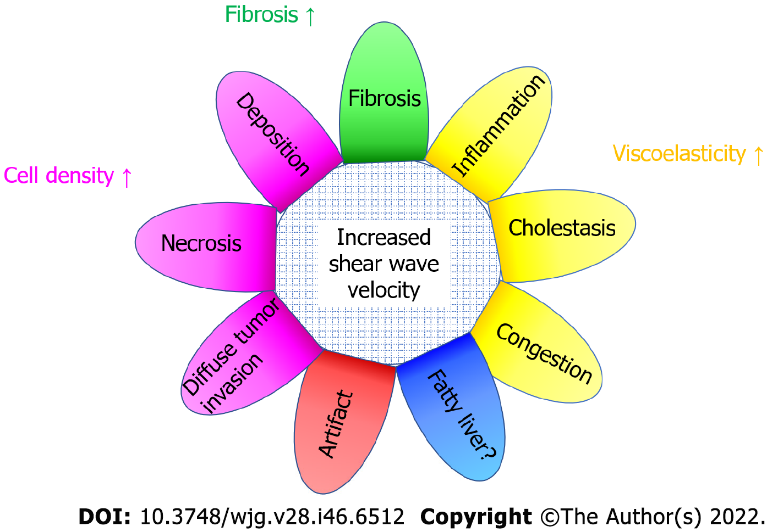 Fibrosis ↑
Fibrosis
Deposition
Inflammation
Viscoelasticity ↑
Cell density ↑
Cholestasis
Necrosis
Increased
shear wave
velocity
Congestion
Diffuse tumor
invasion
Artifact
Fatty liver?
DOI: 10.3748/wjg.v28.i46.6512 Copyright ©The Author(s) 2022.